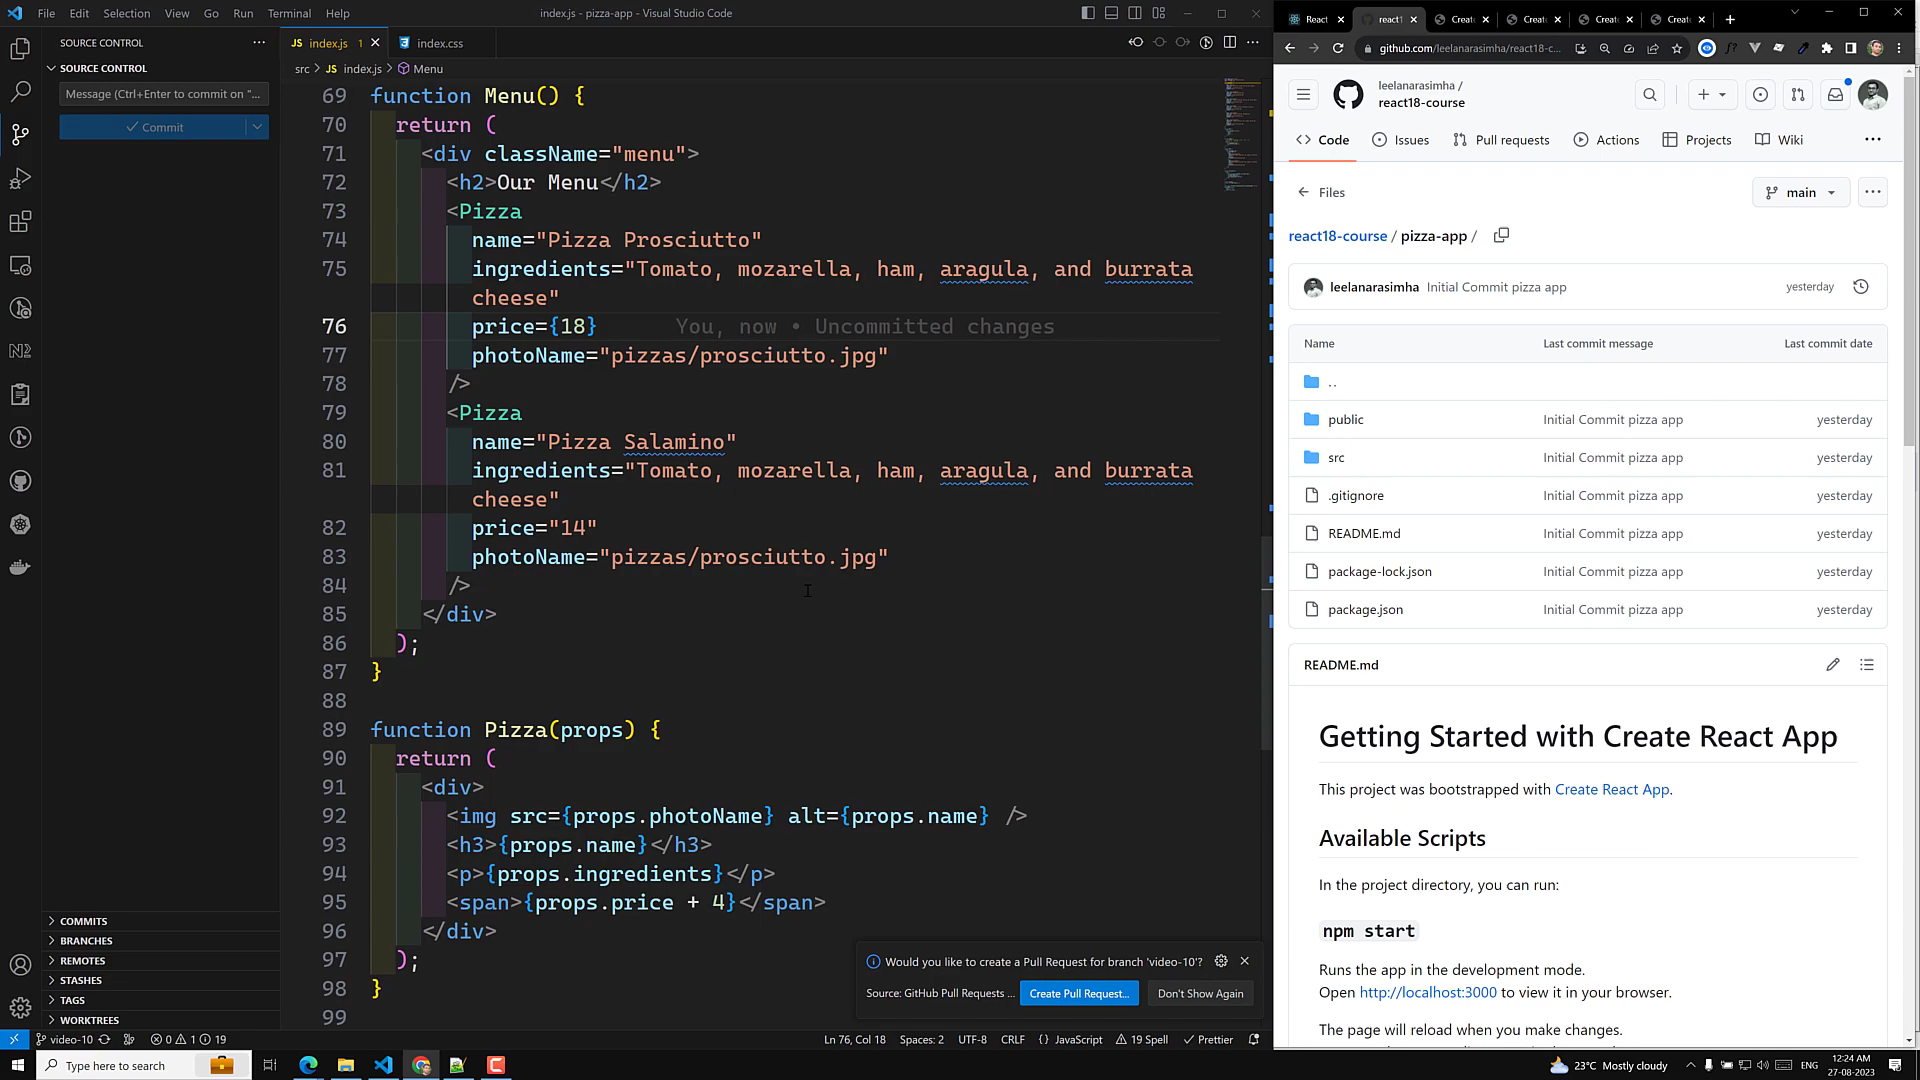 File Edit Selection View Go Run Terminal Help
index.js - pizza-app - Visual Studio Code
SOURCE CONTROL
SOURCE CONTROL
Message (Ctrl+Enter to commit on "...
Commit
COMMITS
BRANCHES
REMOTES
STASHES
TAGS
WORKTREES
JS index.js 1
index.css
src > JS index.js > Menu
69 function Menu() {
70 return (
71 <div className="menu">
72 <h2>Our Menu</h2>
73 <Pizza
74 name="Pizza Prosciutto"
75 ingredients="Tomato, mozarella, ham, aragula, and burrata
cheese"
76 price={18} You, now • Uncommitted changes
77 photoName="pizzas/prosciutto.jpg"
78 />
79 <Pizza
80 name="Pizza Salamino"
81 ingredients="Tomato, mozarella, ham, aragula, and burrata
cheese"
82 price="14"
83 photoName="pizzas/prosciutto.jpg"
84 />
85 </div>
86 );
87 }
88
89 function Pizza(props) {
90 return (
91 <div>
92 <img src={props.photoName} alt={props.name} />
93 <h3>{props.name}</h3>
94 <p>{props.ingredients}</p>
95 <span>{props.price + 4}</span>
96 </div>
97 );
98 }
99
Would you like to create a Pull Request for branch 'video-10'?
Source: GitHub Pull Requests ...
Create Pull Request...
Don't Show Again
video-10
0 1 19
Ln 76, Col 18 Spaces: 2 UTF-8 CRLF {} JavaScript 19 Spell Prettier
React
react1
Create
Create
Create
Create
github.com/leelanarasimha/react18-c...
leelanarasimha /
react18-course
Code Issues Pull requests Actions Projects Wiki
Files
main
react18-course / pizza-app /
leelanarasimha Initial Commit pizza app yesterday
Name Last commit message Last commit date
..
public Initial Commit pizza app yesterday
src Initial Commit pizza app yesterday
.gitignore Initial Commit pizza app yesterday
README.md Initial Commit pizza app yesterday
package-lock.json Initial Commit pizza app yesterday
package.json Initial Commit pizza app yesterday
README.md
Getting Started with Create React App
This project was bootstrapped with Create React App.
Available Scripts
In the project directory, you can run:
npm start
Runs the app in the development mode.
Open http://localhost:3000 to view it in your browser.
The page will reload when you make changes.
Type here to search
23°C Mostly cloudy
ENG
12:24 AM
27-08-2023